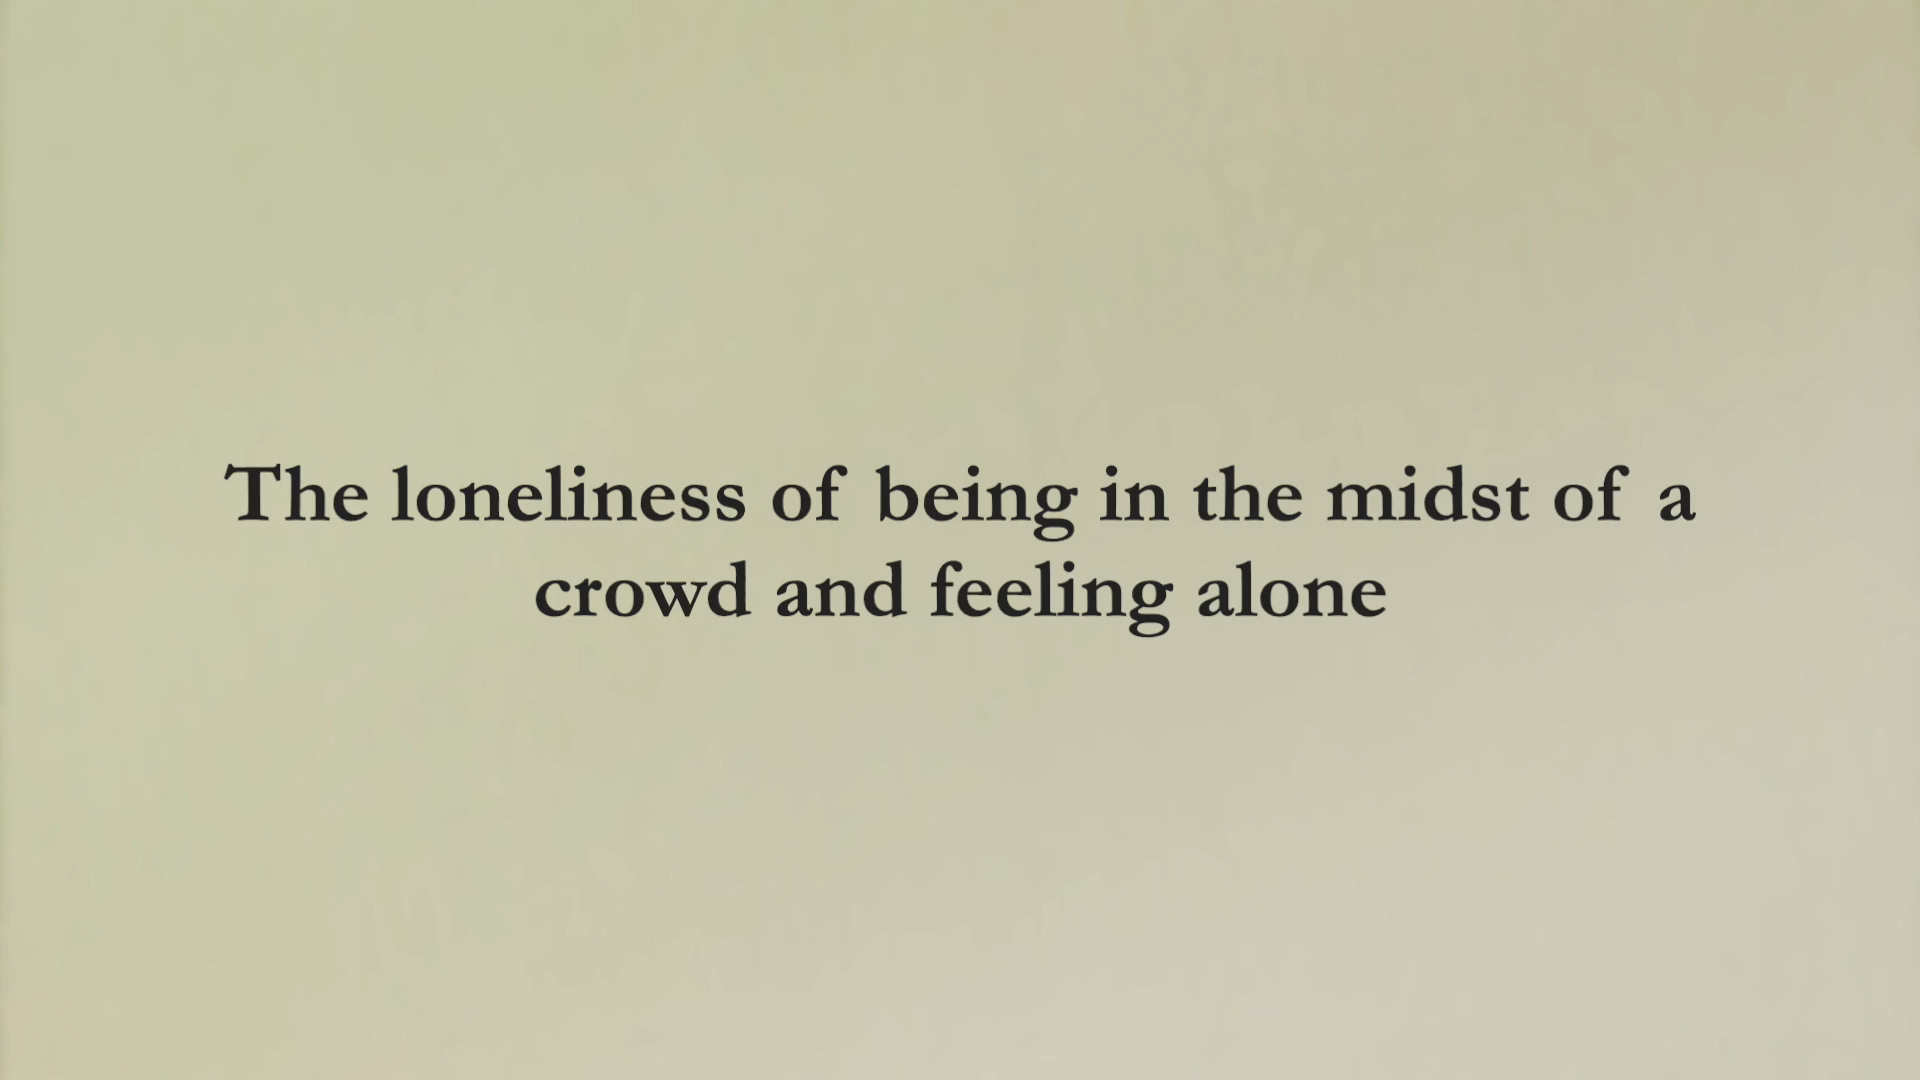 The loneliness of being in the midst of a
crowd and feeling alone